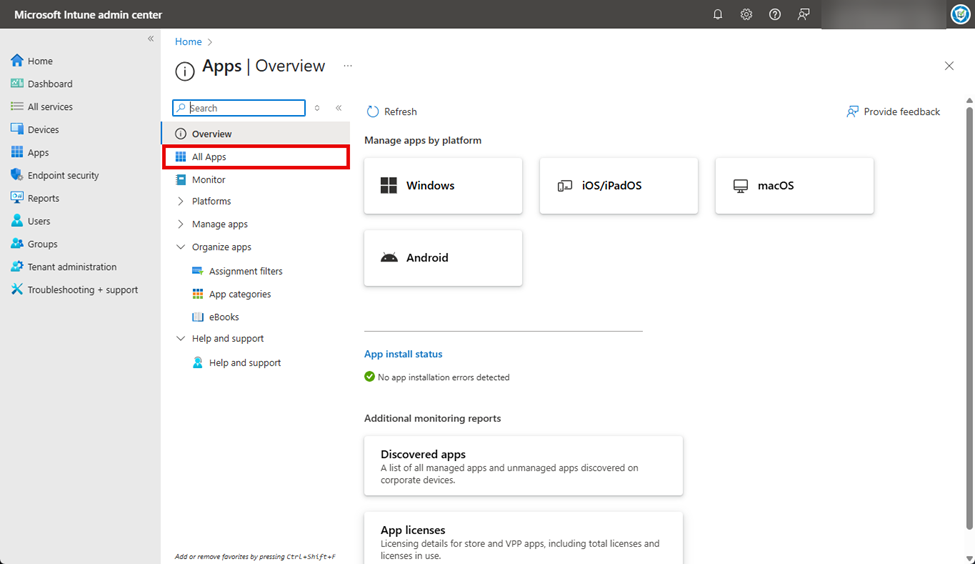 Microsoft Intune admin center
Home
Dashboard
All services
Devices
Apps
Endpoint security
Reports
Users
Groups
Tenant administration
Troubleshooting + support
Home
Apps | Overview
Search
Overview
All Apps
Monitor
Platforms
Manage apps
Organize apps
Assignment filters
App categories
eBooks
Help and support
Help and support
Add or remove favorites by pressing Ctrl+Shift+F
Refresh
Provide feedback
Manage apps by platform
Windows
iOS/iPadOS
macOS
Android
App install status
No app installation errors detected
Additional monitoring reports
Discovered apps
A list of all managed apps and unmanaged apps discovered on
corporate devices.
App licenses
Licensing details for store and VPP apps, including total licenses and
licenses in use.